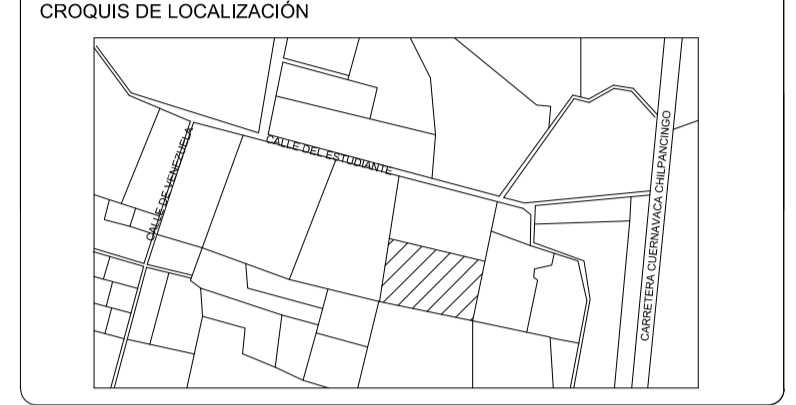 CROQUIS DE LOCALIZACIÓN
CALLE DE VENEZUELA
CALLE DEL ESTUDIANTE
CARRETERA CUERNAVACA CHILPANCINGO